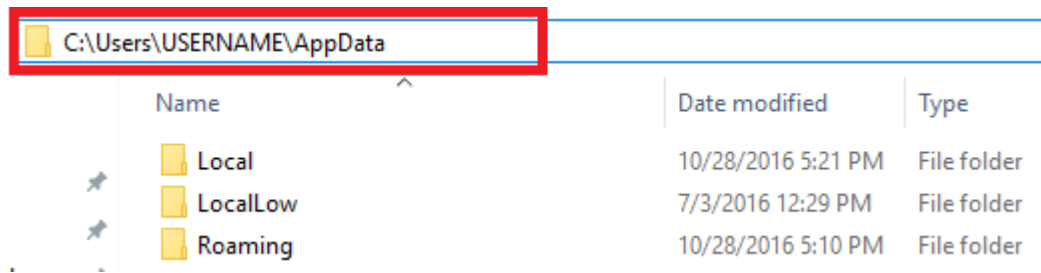 C:\Users\USERNAME\AppData
Name Date modified Type
Local 10/28/2016 5:21 PM File folder
LocalLow 7/3/2016 12:29 PM File folder
Roaming 10/28/2016 5:10 PM File folder